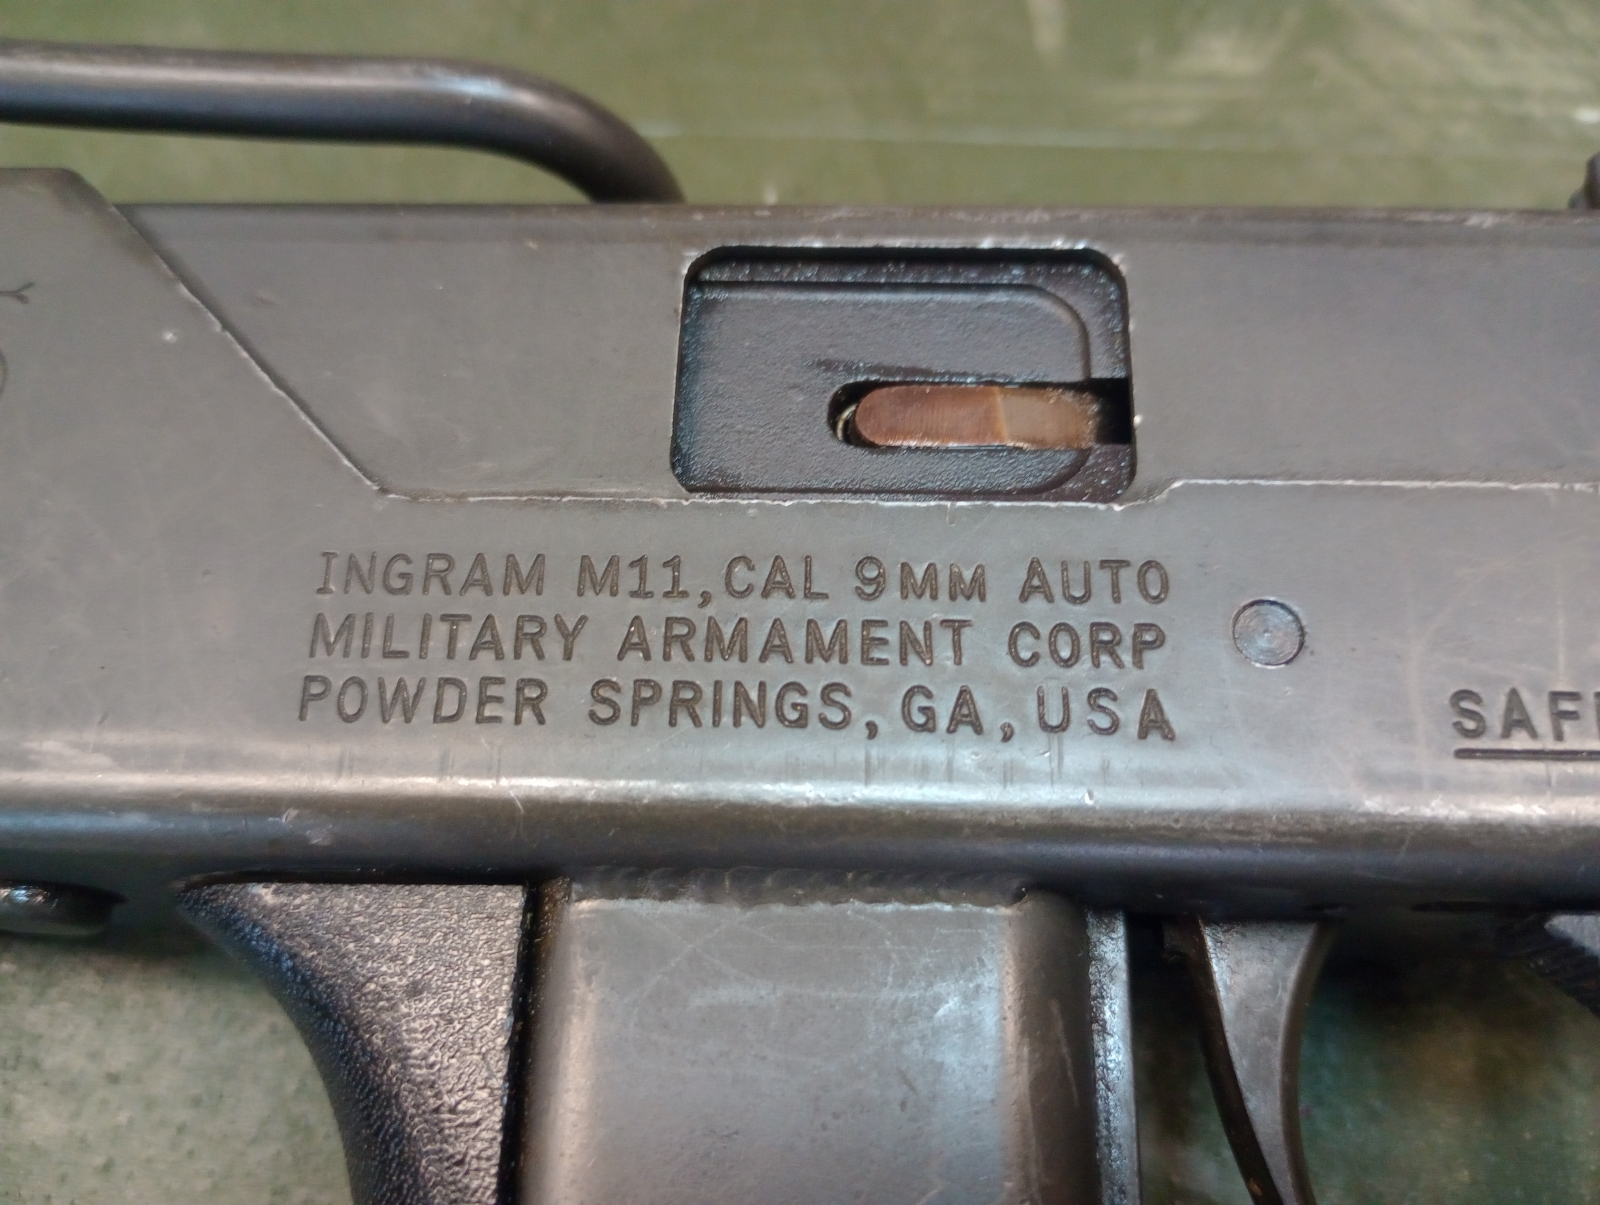 INGRAM M11, CAL 9MM AUTO
MILITARY ARMAMENT CORP
POWDER SPRINGS, GA, USA